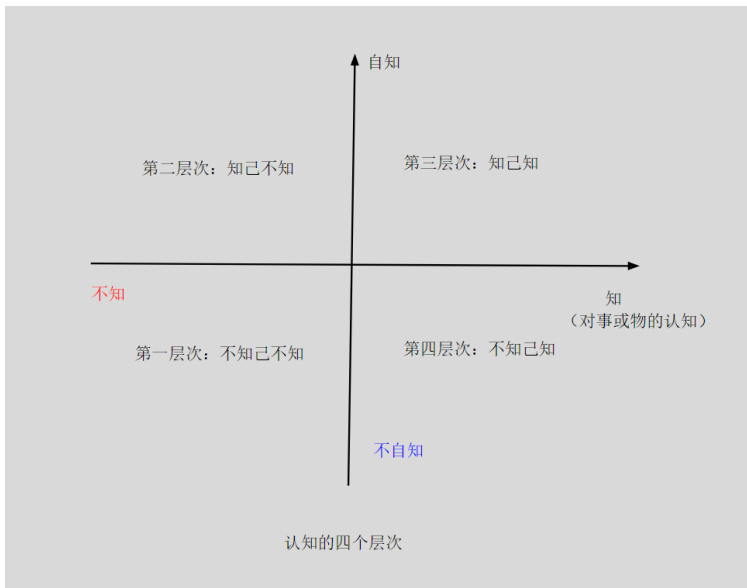 自知
第二层次：知己不知
第三层次：知己知
不知
知
（对事或物的认知）
第一层次：不知己不知
第四层次：不知己知
不自知
认知的四个层次